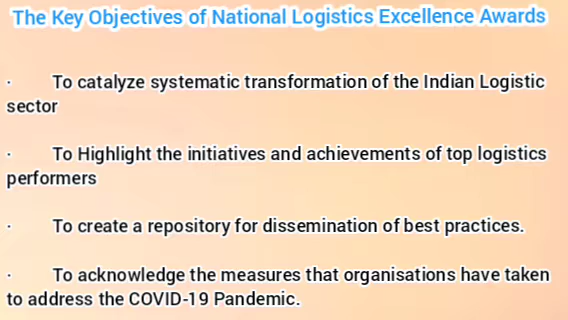 The Key Objectives of National Logistics Excellence Awards
· To catalyze systematic transformation of the Indian Logistic
sector
· To Highlight the initiatives and achievements of top logistics
performers
· To create a repository for dissemination of best practices.
· To acknowledge the measures that organisations have taken
to address the COVID-19 Pandemic.